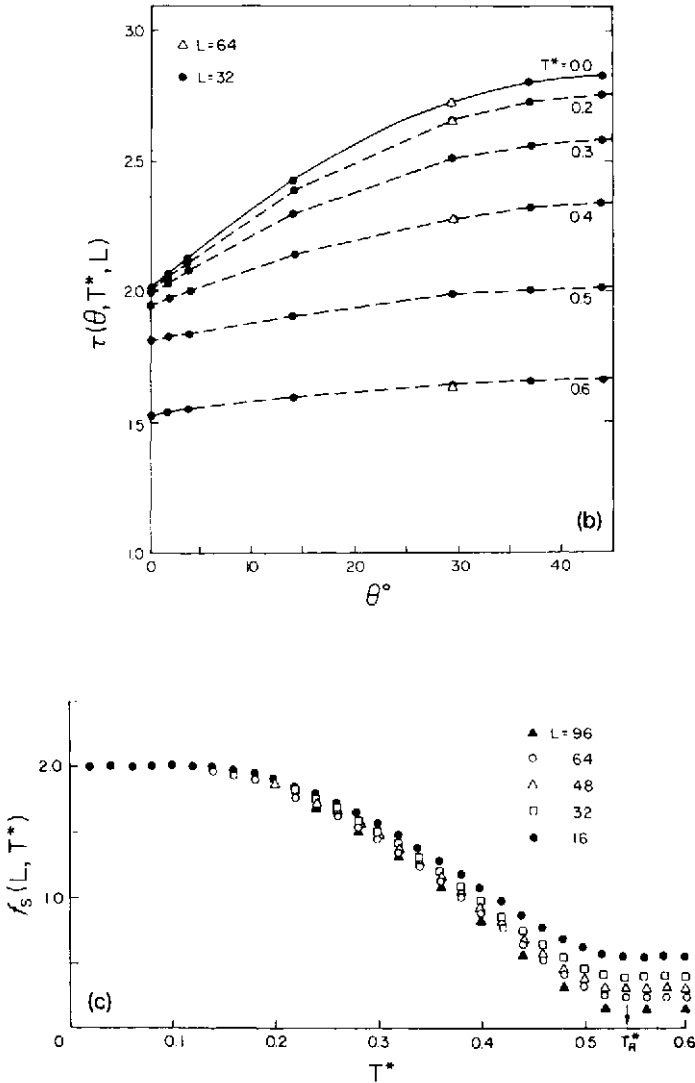 3.0
△ L=64
● L=32
T*=0.0
0.2
0.3
0.4
0.5
0.6
2.5
2.0
1.5
1.0
τ(θ,T*,L)
(b)
0 10 20 30 40
θ°
2.0
1.0
0
f_s(L,T*)
▲ L=96
○ 64
△ 48
□ 32
● 16
(c)
0 0.1 0.2 0.3 0.4 0.5 T_R* 0.6
T*